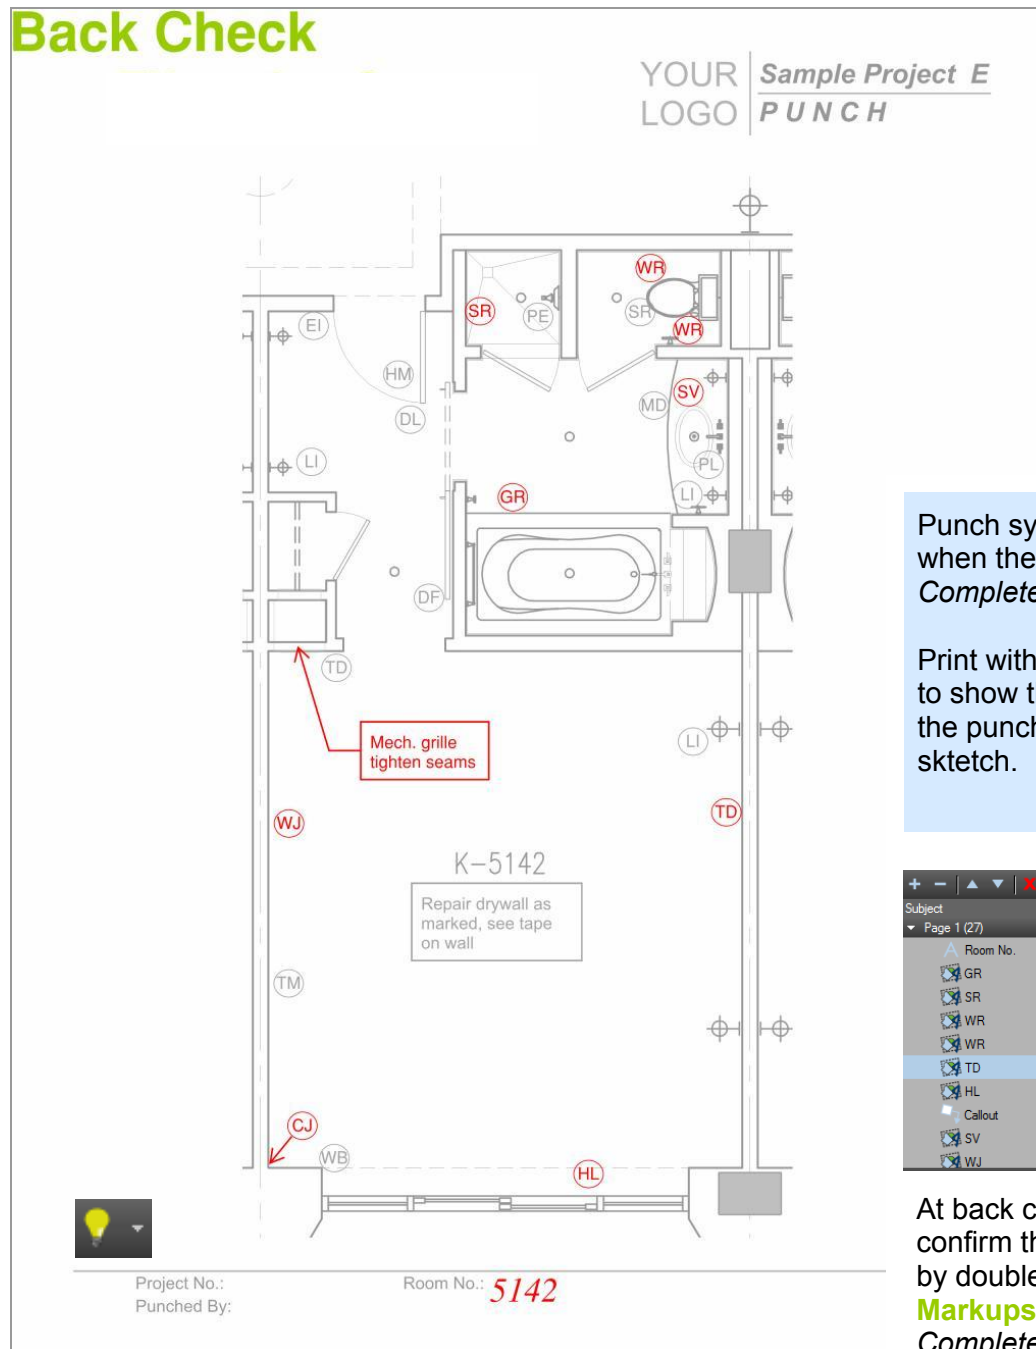 Back Check
YOUR LOGO
Sample Project E
PUNCH
WR
SR
PE
SR
WR
EI
HM
DL
MD
SV
LI
PL
LI
GR
DF
TD
Mech. grille
tighten seams
LI
WJ
TD
K-5142
Repair drywall as
marked, see tape
on wall
TM
CJ
WB
HL
Project No.:
Punched By:
Room No.: 5142
Punch sy
when the
Complete
Print with
to show t
the punch
sktetch.
Subject
Page 1 (27)
Room No.
GR
SR
WR
WR
TD
HL
Callout
SV
WJ
At back c
confirm th
by double
Markups
Complete